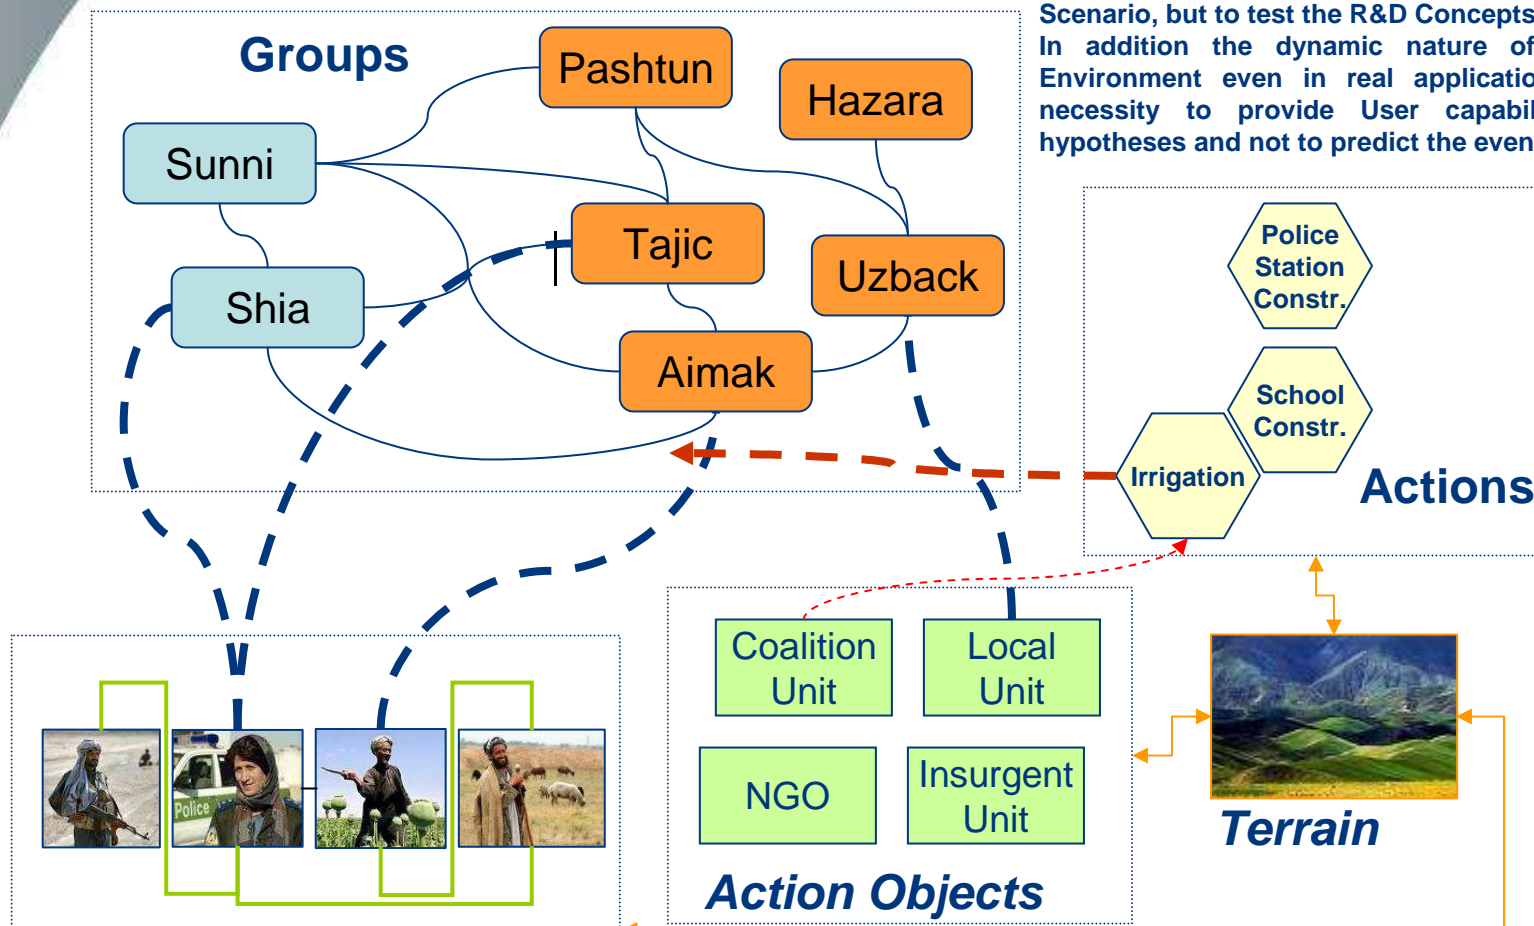 Scenario, but to test the R&D Concepts
In addition the dynamic nature of
Environment even in real applicatio
necessity to provide User capabil
hypotheses and not to predict the even
Groups
Pashtun
Hazara
Sunni
Tajic
Uzback
Shia
Aimak
Police
Station
Constr.
School
Constr.
Irrigation
Actions
Coalition
Unit
Local
Unit
NGO
Insurgent
Unit
Action Objects
Terrain
Police